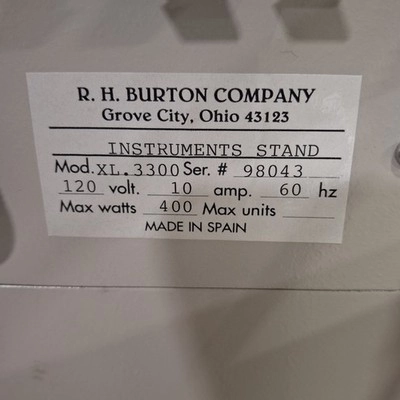 R. H. BURTON COMPANY
Grove City, Ohio 43123
INSTRUMENTS STAND
Mod. XL.3300 Ser. # 98043
120 volt. 10 amp. 60 hz
Max watts 400 Max units
MADE IN SPAIN